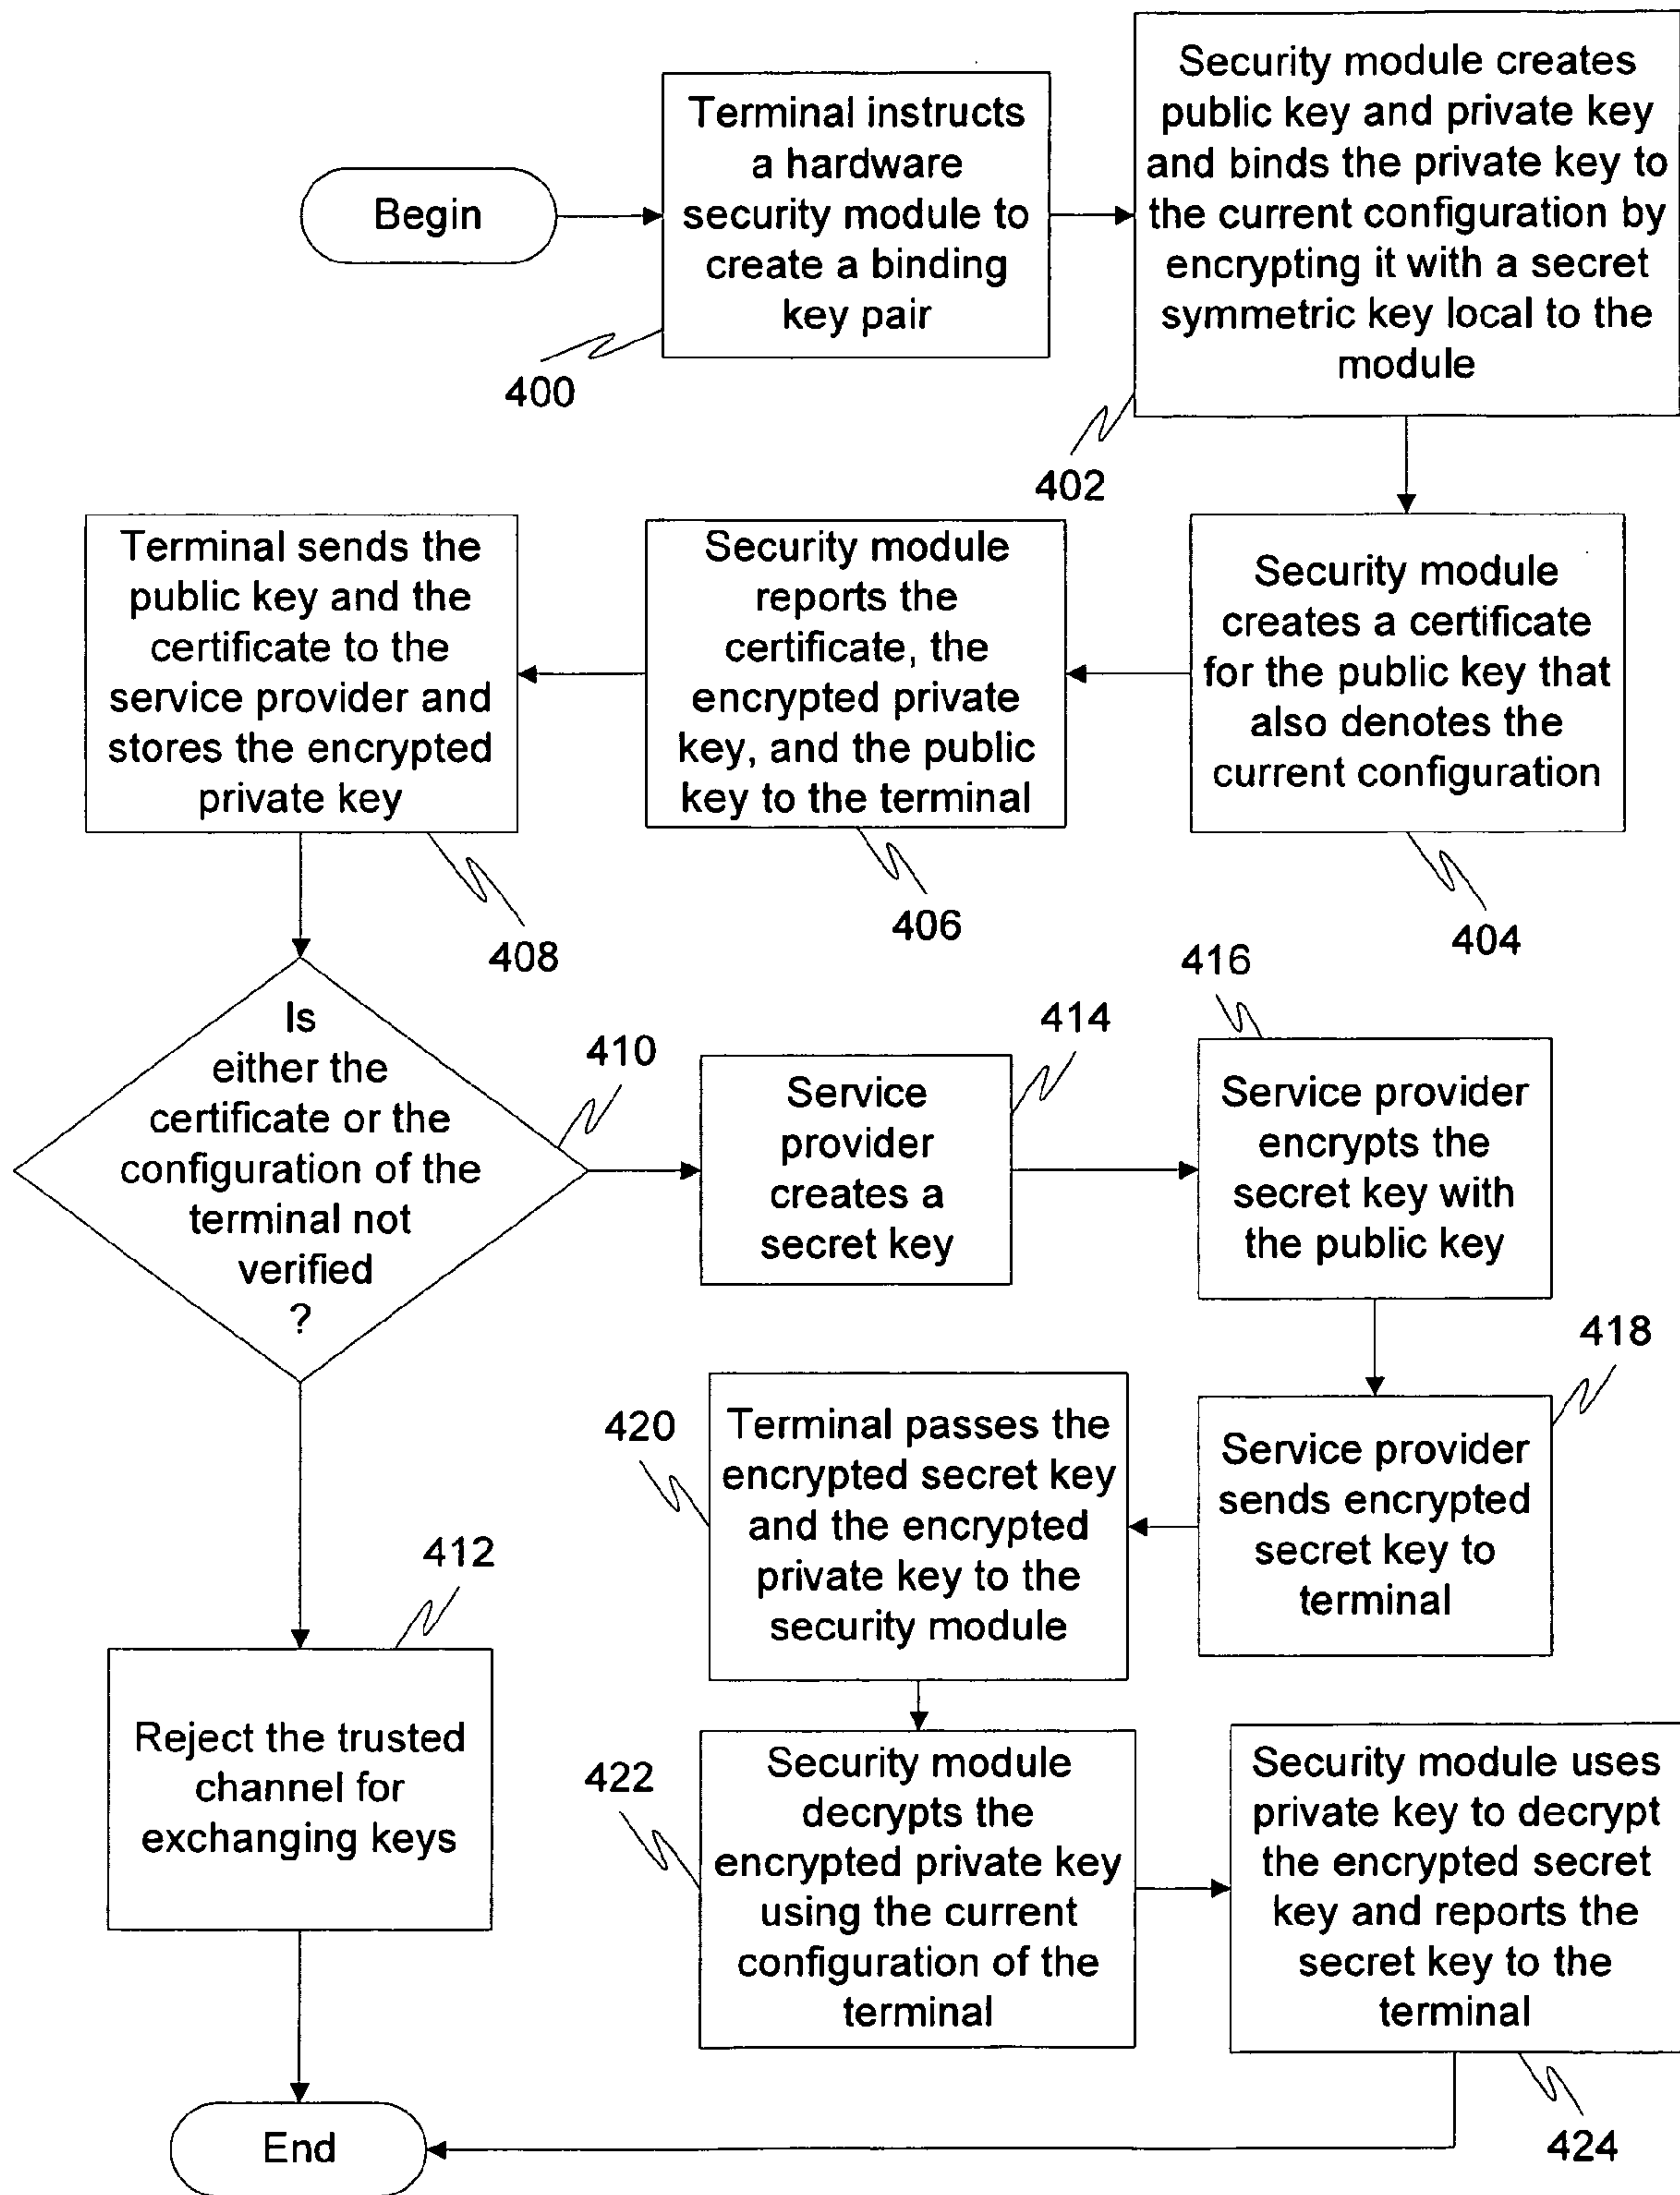 Begin
Terminal instructs
a hardware
security module to
create a binding
key pair
400
Security module creates
public key and private key
and binds the private key to
the current configuration by
encrypting it with a secret
symmetric key local to the
module
402
Security module
creates a certificate
for the public key that
also denotes the
current configuration
404
Security module
reports the
certificate, the
encrypted private
key, and the public
key to the terminal
406
Terminal sends the
public key and the
certificate to the
service provider and
stores the encrypted
private key
408
Is
either the
certificate or the
configuration of the
terminal not
verified
?
410
Reject the trusted
channel for
exchanging keys
412
Service
provider
creates a
secret key
414
Service provider
encrypts the
secret key with
the public key
416
Service provider
sends encrypted
secret key to
terminal
418
Terminal passes the
encrypted secret key
and the encrypted
private key to the
security module
420
Security module
decrypts the
encrypted private key
using the current
configuration of the
terminal
422
Security module uses
private key to decrypt
the encrypted secret
key and reports the
secret key to the
terminal
424
End